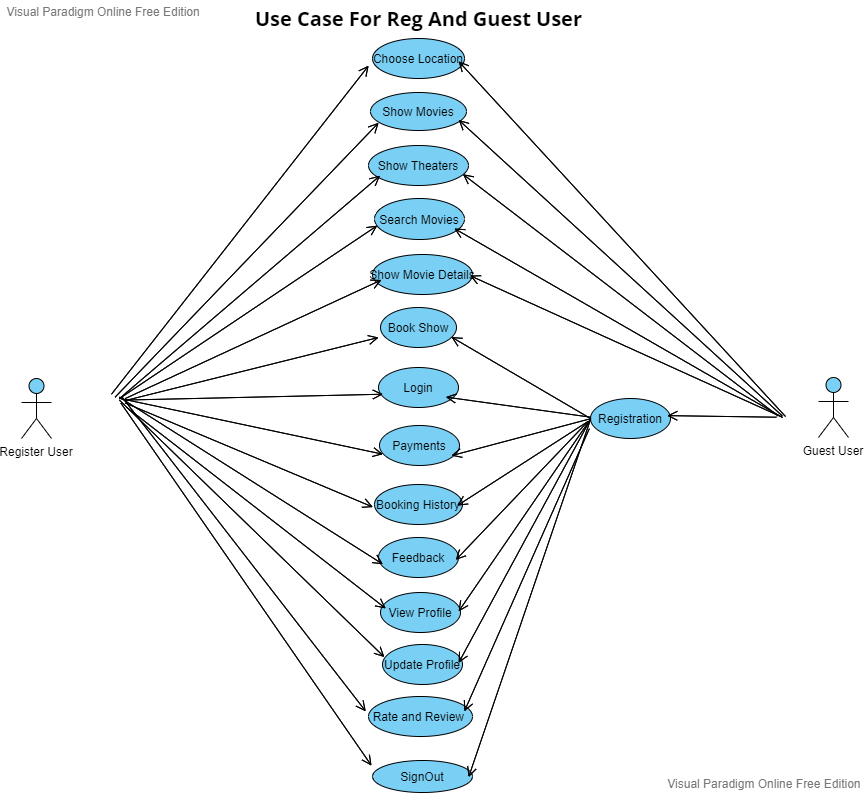 Visual Paradigm Online Free Edition
Use Case For Reg And Guest User
Choose Location
Show Movies
Show Theaters
Search Movies
Show Movie Details
Book Show
Login
Registration
Payments
Register User
Guest User
Booking History
Feedback
View Profile
Update Profile
Rate and Review
SignOut
Visual Paradigm Online Free Edition